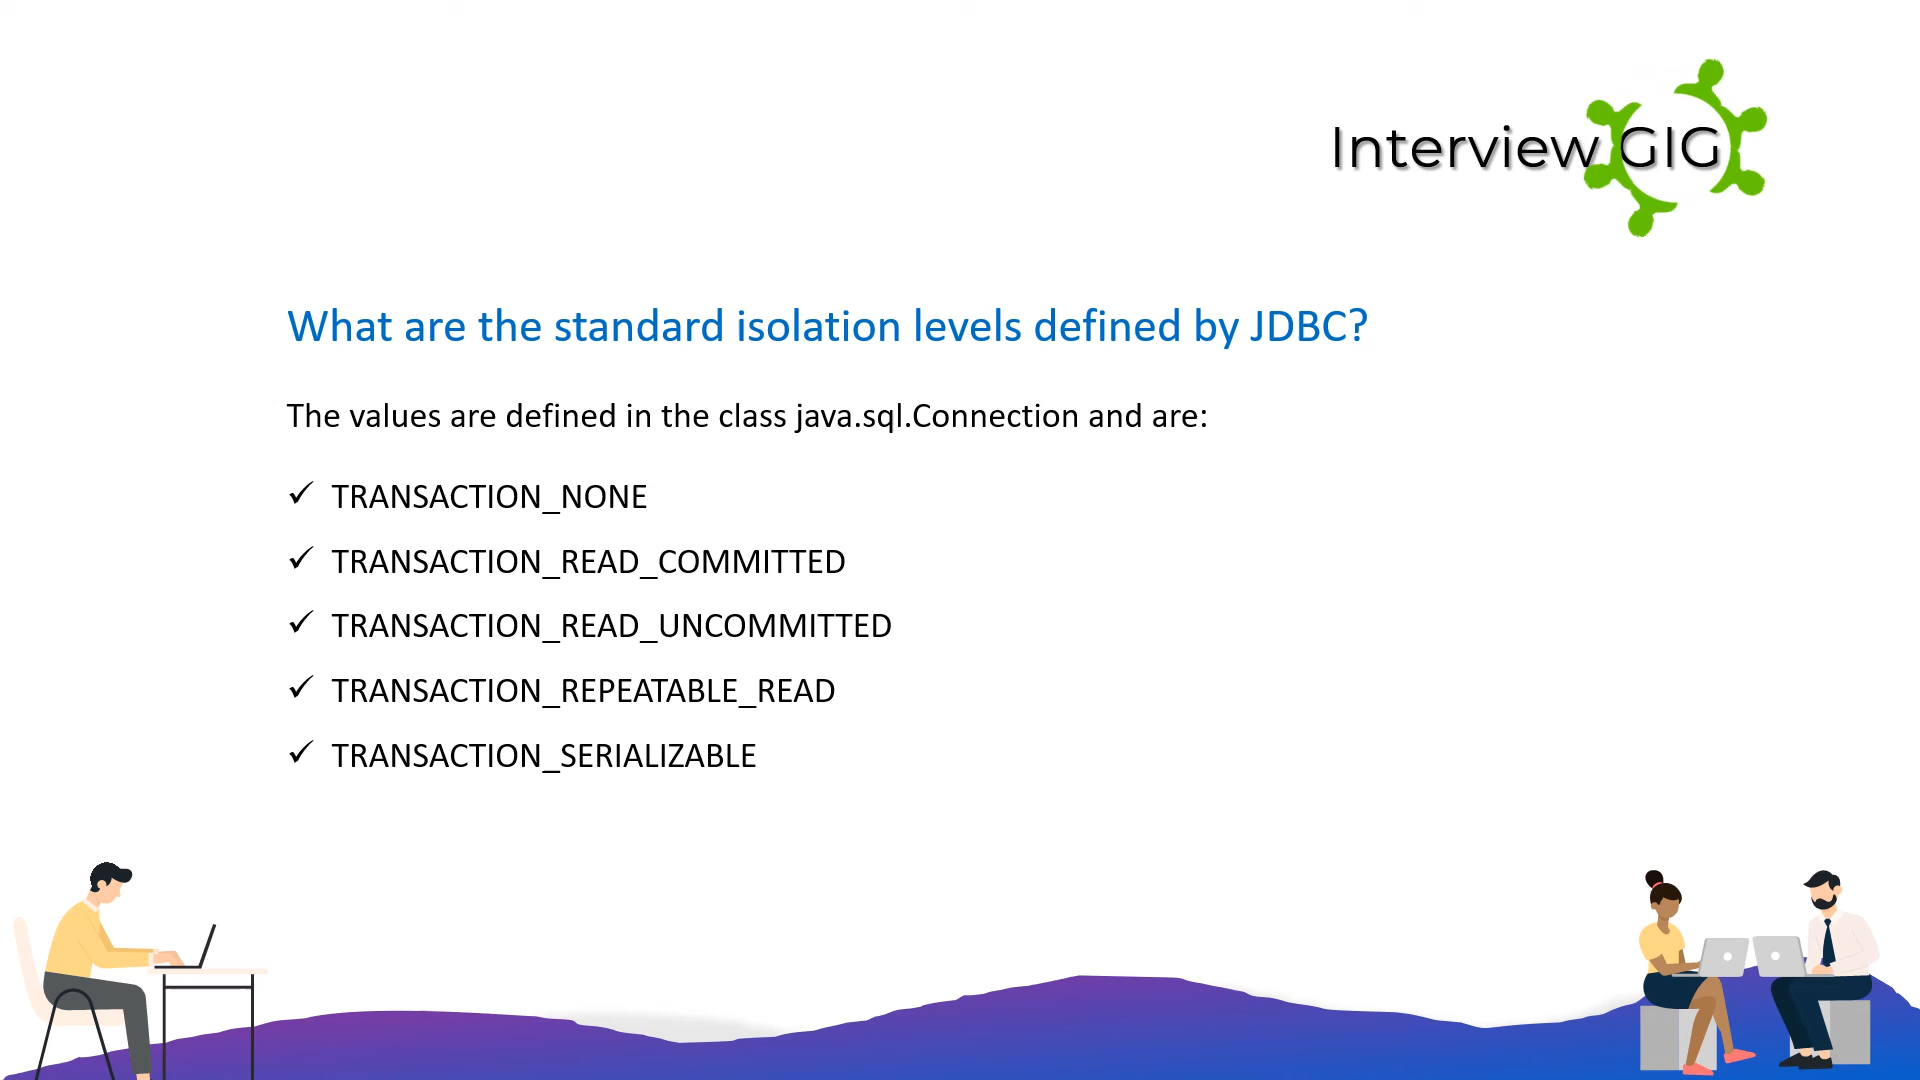 Interview GIG
What are the standard isolation levels defined by JDBC?
The values are defined in the class java.sql.Connection and are:
✓ TRANSACTION_NONE
✓ TRANSACTION_READ_COMMITTED
✓ TRANSACTION_READ_UNCOMMITTED
✓ TRANSACTION_REPEATABLE_READ
✓ TRANSACTION_SERIALIZABLE